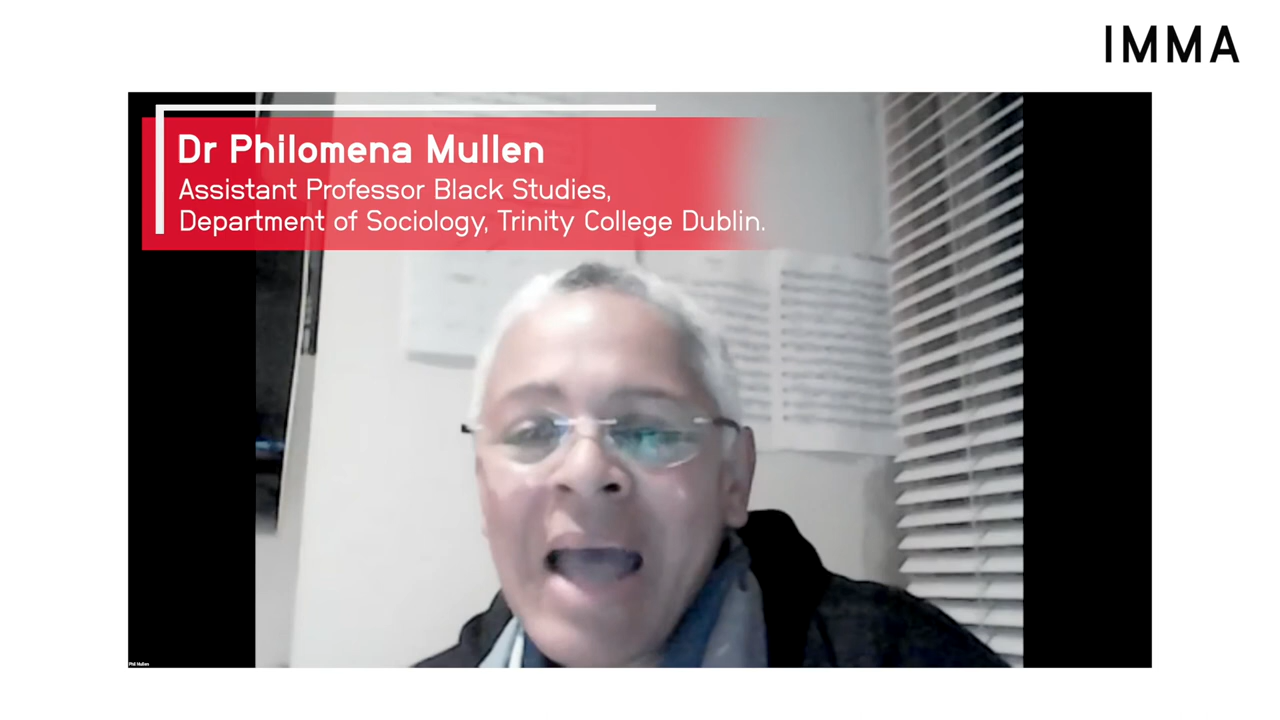 IMMA
Dr Philomena Mullen
Assistant Professor Black Studies,
Department of Sociology, Trinity College Dublin.
Phil Mullen